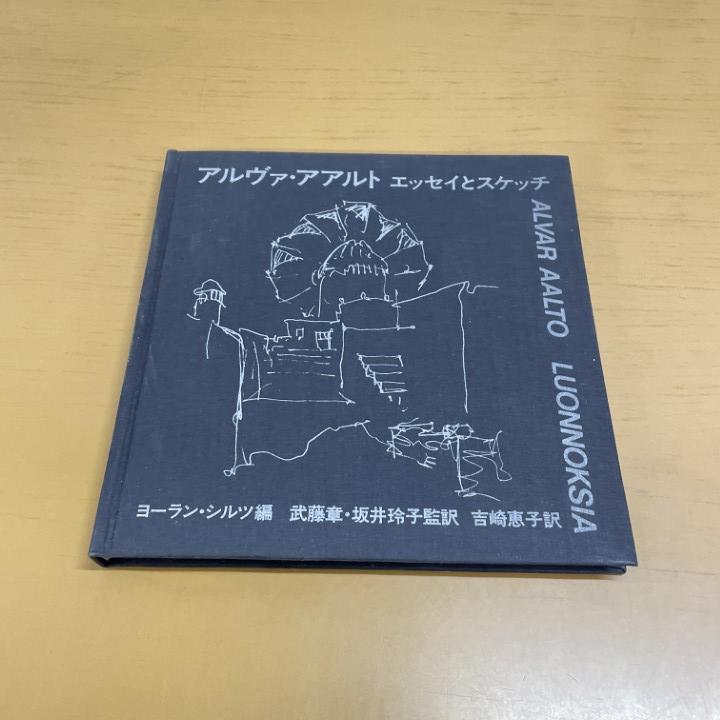 アルヴァ・アアルト エッセイとスケッチ
ALVAR AALTO LUONNOKSIA
ヨーラン・シルツ編 武藤章・坂井玲子監訳 吉崎恵子訳